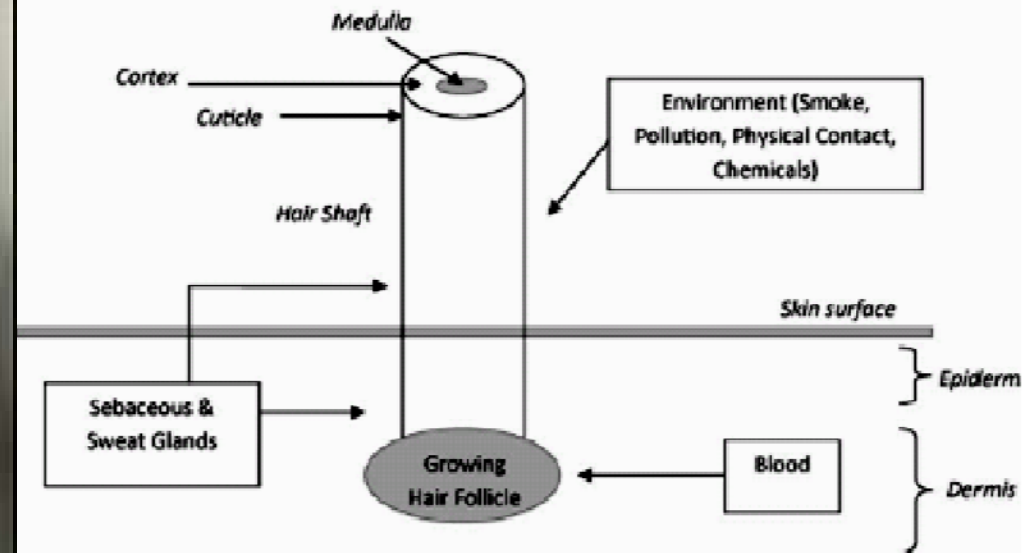 Medulla
Cortex
Cuticle
Environment (Smoke,
Pollution, Physical Contact,
Chemicals)
Hair Shaft
Skin surface
Epiderm
Sebaceous &
Sweat Glands
Growing
Hair Follicle
Blood
Dermis